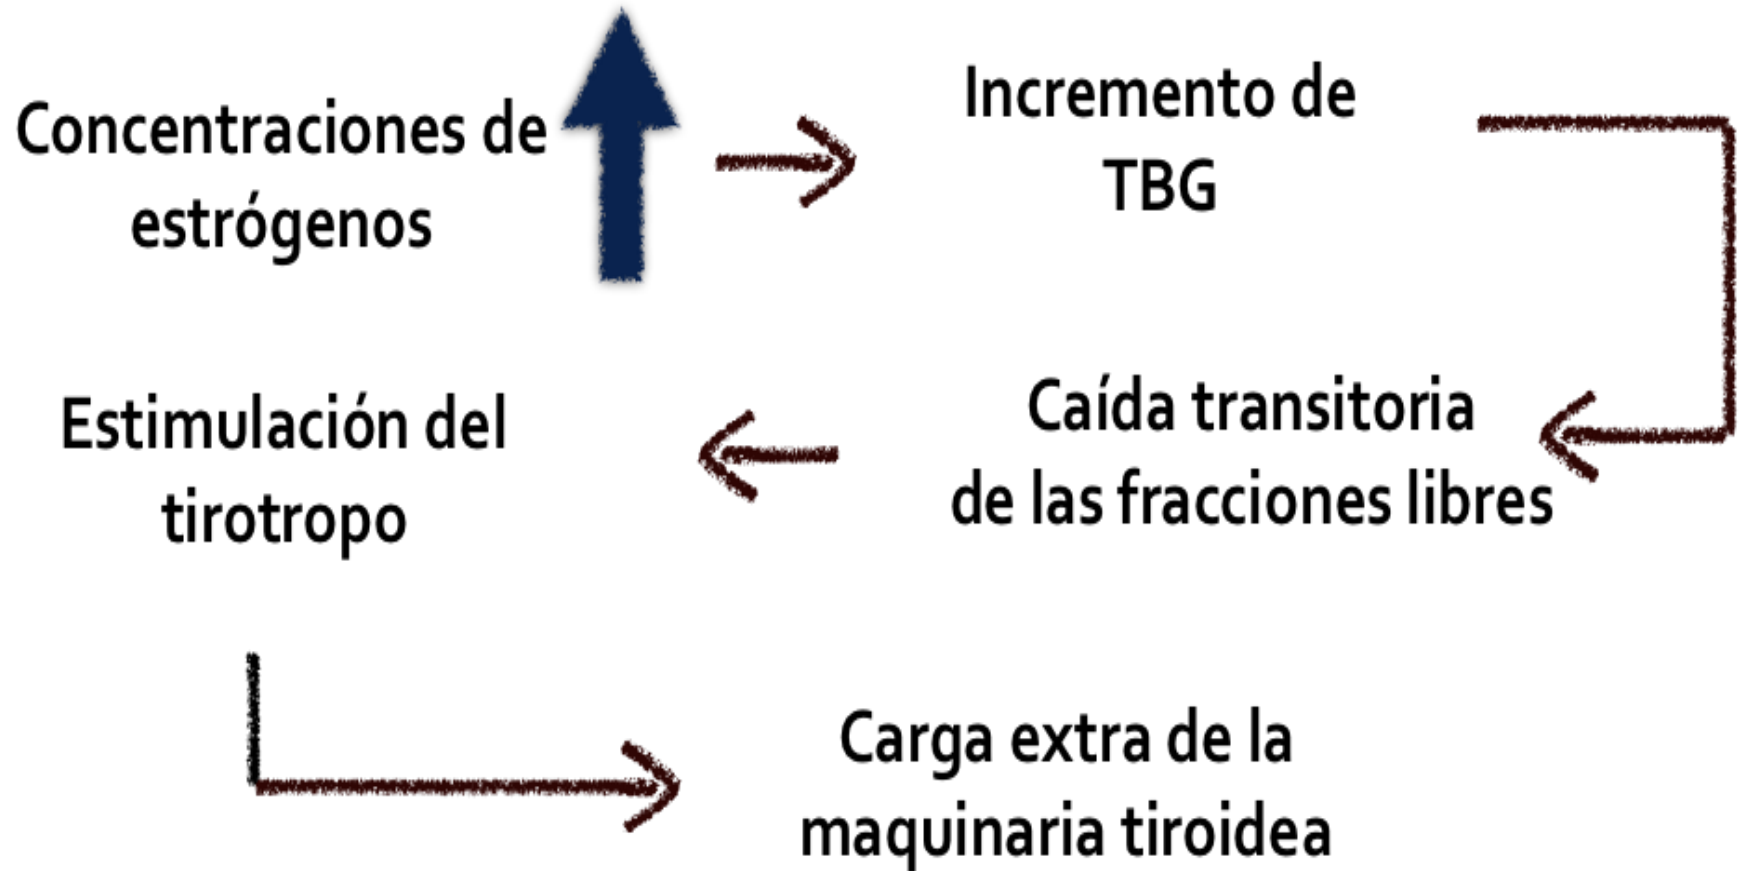 Concentraciones de
estrógenos
Incremento de
TBG
Caída transitoria
de las fracciones libres
Estimulación del
tirotropo
Carga extra de la
maquinaria tiroidea